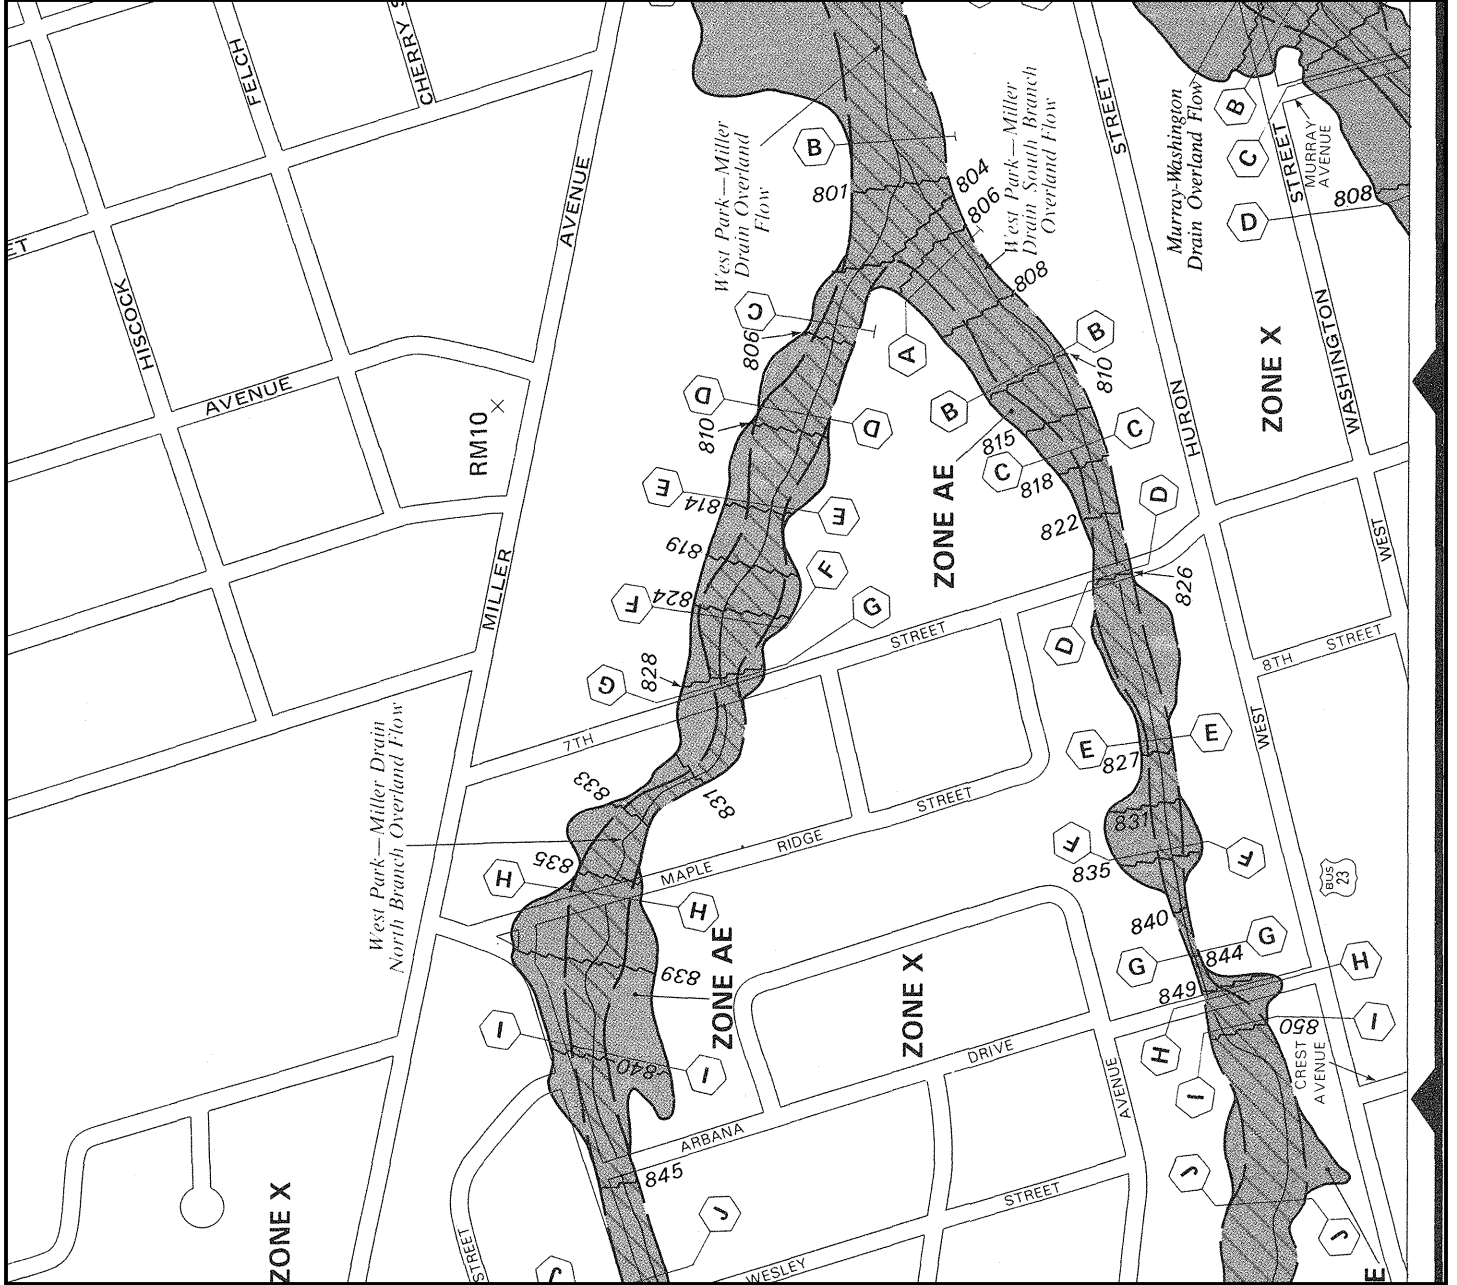 FELCH
CHERRY
STREET
Murray-Washington
Drain Overland Flow
B
C
D
STREET
MURRAY
AVENUE
808
West Park—Miller
Drain Overland
Flow
B
801
804
806
West Park—Miller
Drain South Branch
Overland Flow
808
AVENUE
ET
HISCOCK
AVENUE
RM10
C
806
A
B
810
HURON
ZONE X
WASHINGTON
D
810
D
B
815
C
C
818
ZONE AE
E
814
E
819
822
D
WEST
MILLER
F
824
F
G
826
828
G
STREET
D
8TH STREET
7TH
West Park—Miller Drain
North Branch Overland Flow
833
831
E
827
E
WEST
STREET
RIDGE
MAPLE
831
F
835
F
835
H
H
BUS
23
840
G
844
G
849
H
ZONE AE
839
ZONE X
I
840
I
DRIVE
H
850
I
CREST
AVENUE
I
AVENUE
ARBANA
845
J
J
STREET
ZONE X
STREET
J
WESLEY
J
E